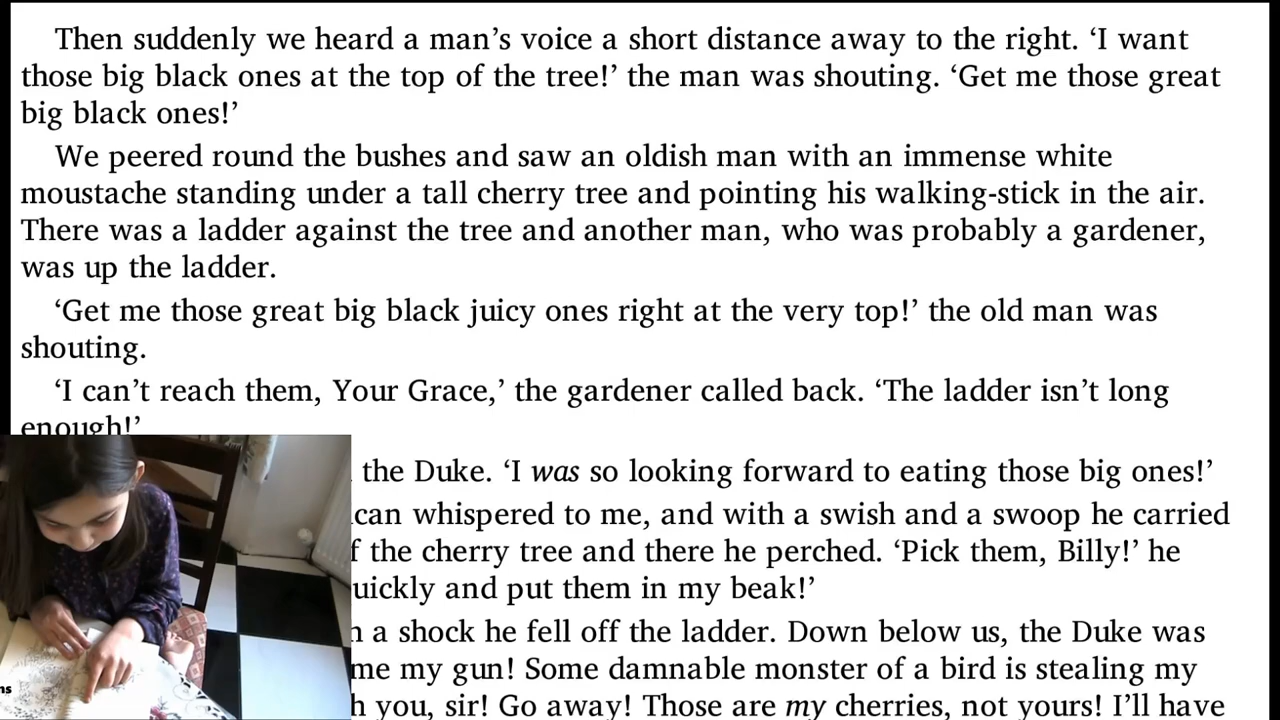 Then suddenly we heard a man’s voice a short distance away to the right. ‘I want
those big black ones at the top of the tree!’ the man was shouting. ‘Get me those great
big black ones!’
We peered round the bushes and saw an oldish man with an immense white
moustache standing under a tall cherry tree and pointing his walking-stick in the air.
There was a ladder against the tree and another man, who was probably a gardener,
was up the ladder.
‘Get me those great big black juicy ones right at the very top!’ the old man was
shouting.
‘I can’t reach them, Your Grace,’ the gardener called back. ‘The ladder isn’t long
enough!’
the Duke. ‘I was so looking forward to eating those big ones!’
whispered to me, and with a swish and a swoop he carried
the cherry tree and there he perched. ‘Pick them, Billy!’ he
and put them in my beak!’
a shock he fell off the ladder. Down below us, the Duke was
me my gun! Some damnable monster of a bird is stealing my
you, sir! Go away! Those are my cherries, not yours! I’ll have